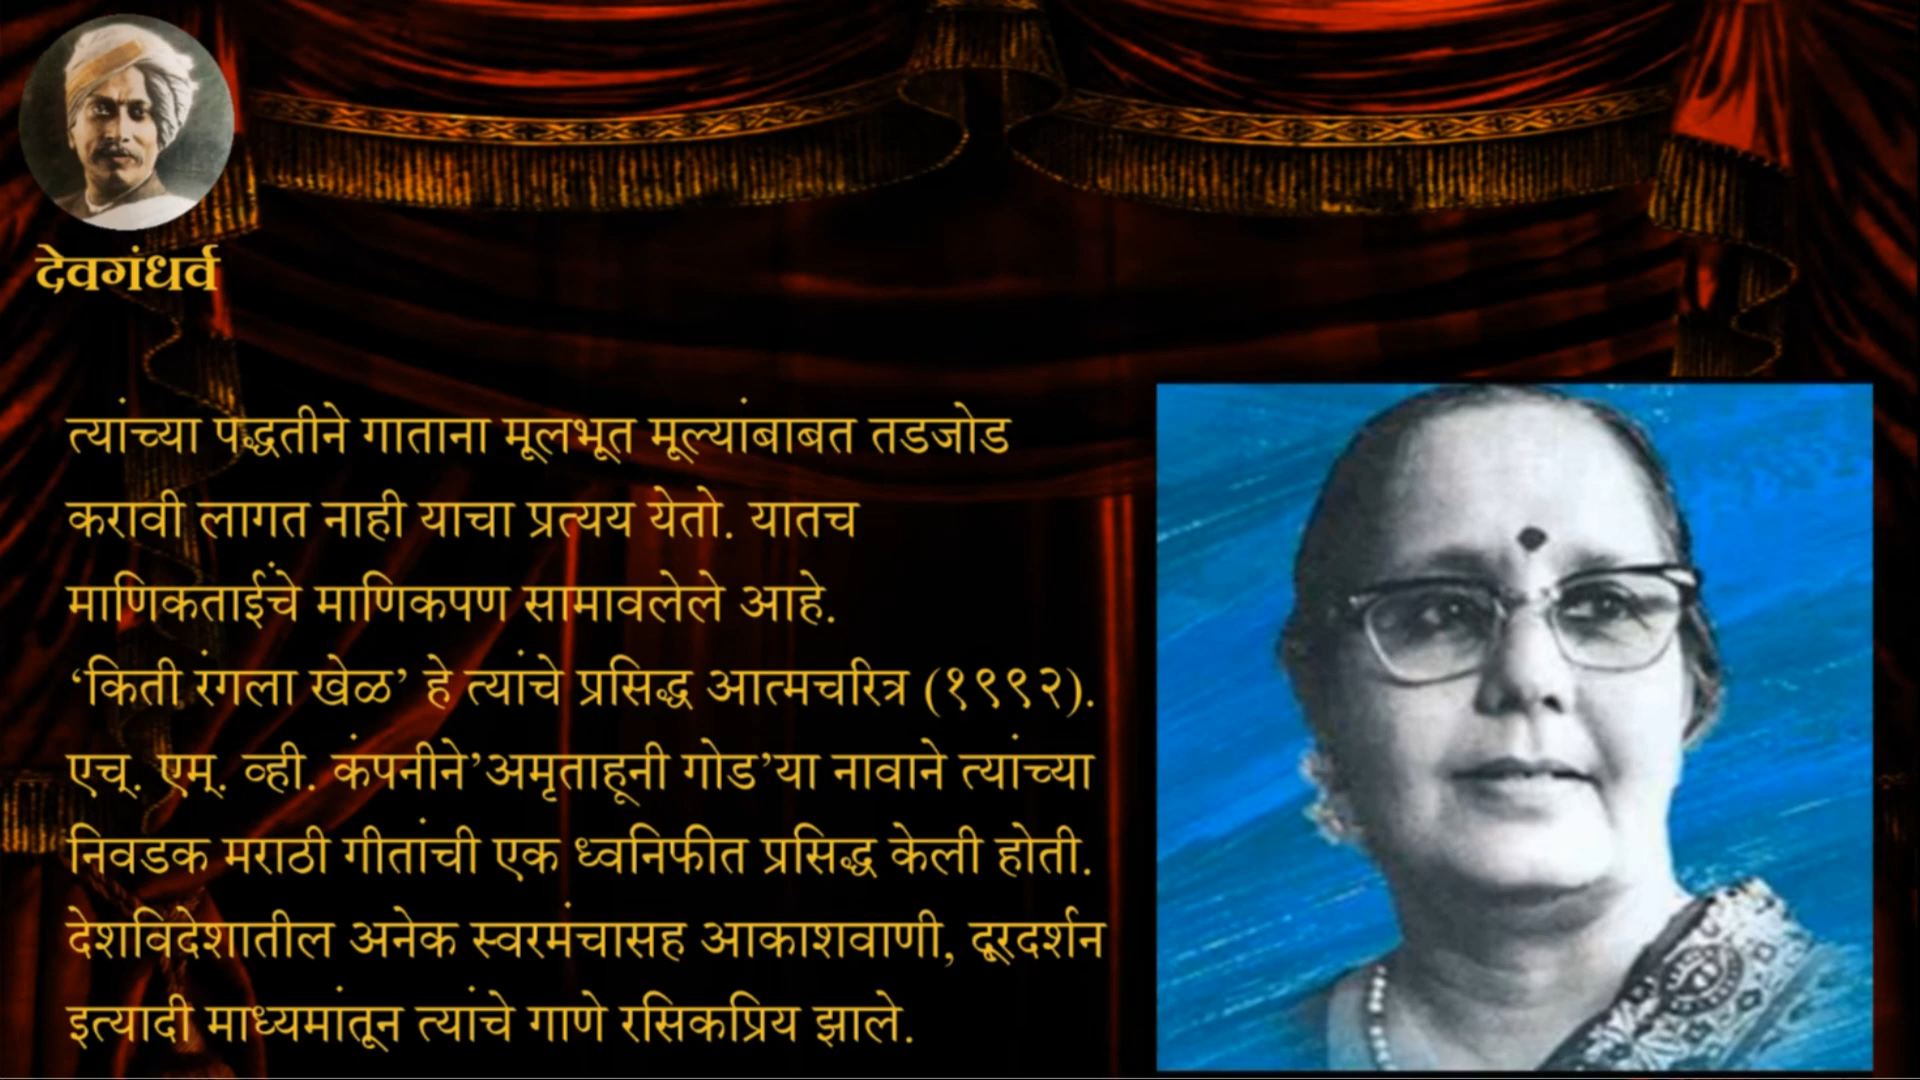 देवगंधर्व
त्यांच्या पद्धतीने गाताना मूलभूत मूल्यांबाबत तडजोड
करावी लागत नाही याचा प्रत्यय येतो. यातच
माणिकताईंचे माणिकपण सामावलेले आहे.
‘किती रंगला खेळ’ हे त्यांचे प्रसिद्ध आत्मचरित्र (१९९२).
एच्. एम्. व्ही. कंपनीने’अमृताहूनी गोड’या नावाने त्यांच्या
निवडक मराठी गीतांची एक ध्वनिफीत प्रसिद्ध केली होती.
देशविदेशातील अनेक स्वरमंचासह आकाशवाणी, दूरदर्शन
इत्यादी माध्यमांतून त्यांचे गाणे रसिकप्रिय झाले.